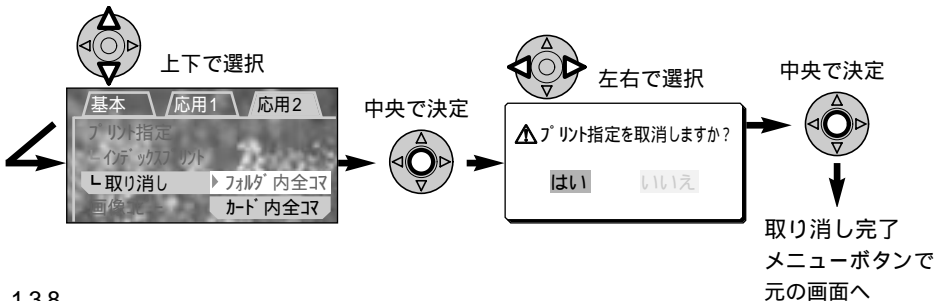 上下で選択
基本 応用1 応用2
プリント指定
インデックスプリント
取り消し フォルダ内全コマ
カード内全コマ
中央で決定
左右で選択
プリント指定を取消しますか?
はい いいえ
中央で決定
取り消し完了
メニューボタンで
元の画面へ
138